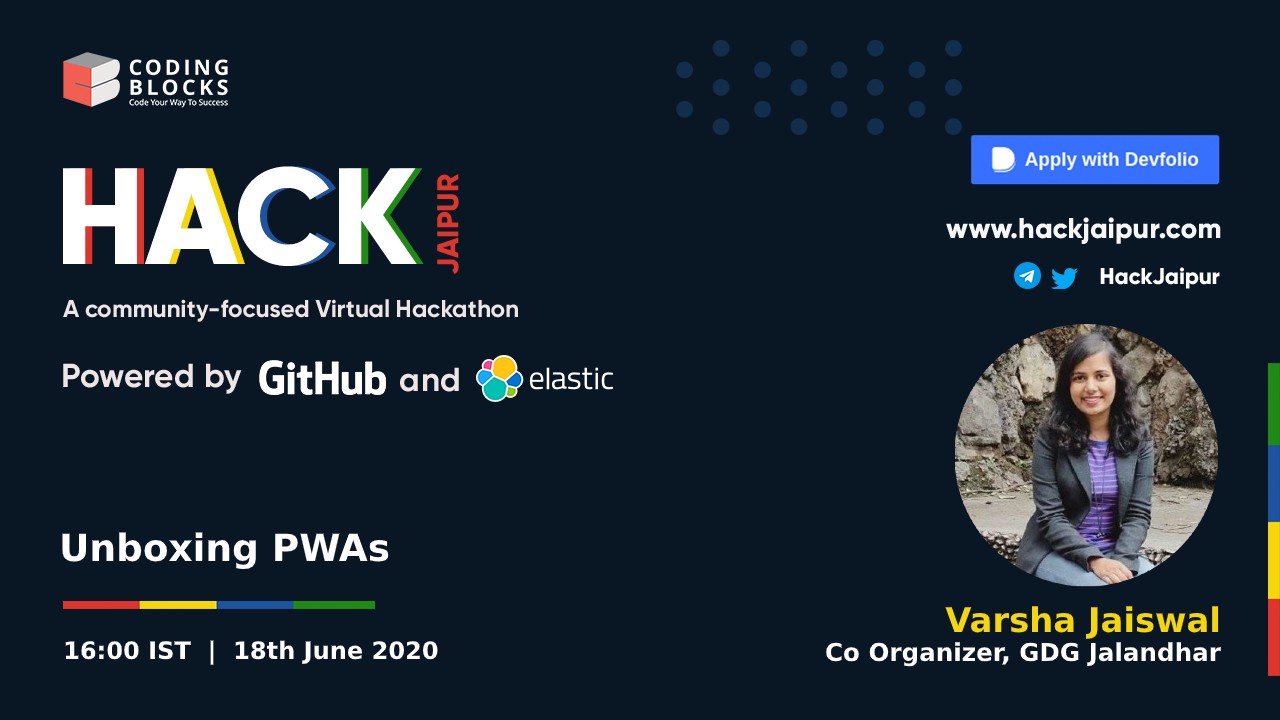 CODING
BLOCKS
Code Your Way To Success
HACK JAIPUR
A community-focused Virtual Hackathon
Powered by GitHub and elastic
Unboxing PWAs
16:00 IST | 18th June 2020
Apply with Devfolio
www.hackjaipur.com
HackJaipur
Varsha Jaiswal
Co Organizer, GDG Jalandhar